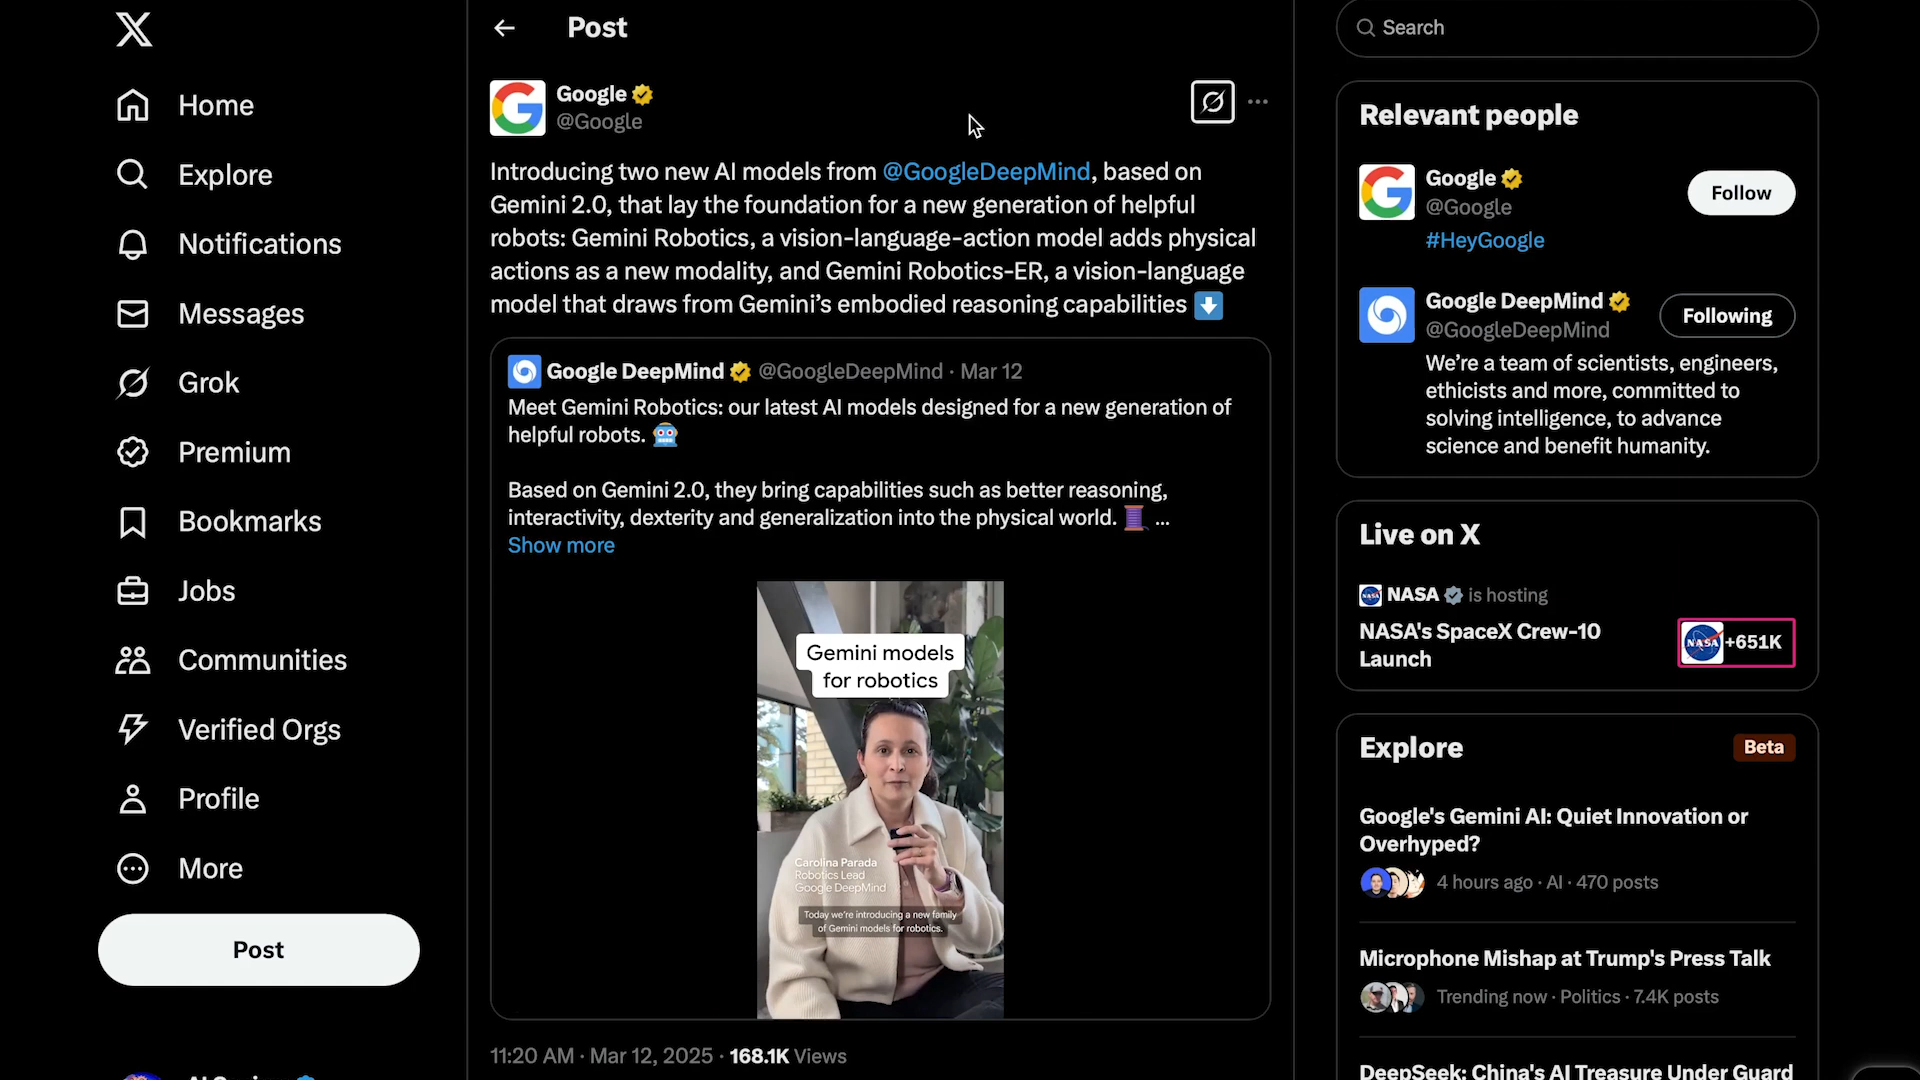 Home
Explore
Notifications
Messages
Grok
Premium
Bookmarks
Jobs
Communities
Verified Orgs
Profile
More
Post
Post
Google
@Google
Introducing two new AI models from @GoogleDeepMind, based on
Gemini 2.0, that lay the foundation for a new generation of helpful
robots: Gemini Robotics, a vision-language-action model adds physical
actions as a new modality, and Gemini Robotics-ER, a vision-language
model that draws from Gemini’s embodied reasoning capabilities
Google DeepMind @GoogleDeepMind · Mar 12
Meet Gemini Robotics: our latest AI models designed for a new generation of
helpful robots.
Based on Gemini 2.0, they bring capabilities such as better reasoning,
interactivity, dexterity and generalization into the physical world. ...
Show more
Gemini models
for robotics
Carolina Parada
Robotics Lead
Google DeepMind
Today we're introducing a new family
of Gemini models for robotics.
11:20 AM · Mar 12, 2025 · 168.1K Views
Search
Relevant people
Google
@Google
Follow
#HeyGoogle
Google DeepMind
@GoogleDeepMind
Following
We’re a team of scientists, engineers,
ethicists and more, committed to
solving intelligence, to advance
science and benefit humanity.
Live on X
NASA is hosting
NASA's SpaceX Crew-10
Launch
NASA
+651K
Explore
Beta
Google's Gemini AI: Quiet Innovation or
Overhyped?
4 hours ago · AI · 470 posts
Microphone Mishap at Trump's Press Talk
Trending now · Politics · 7.4K posts
DeepSeek: China's AI Treasure Under Guard